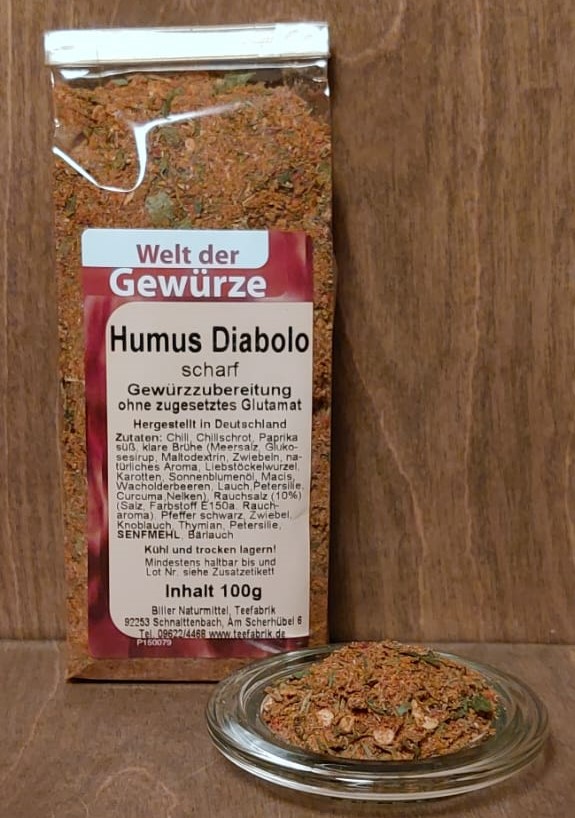 Welt der
Gewürze
Humus Diabolo
scharf
Gewürzzubereitung
ohne zugesetztes Glutamat
Hergestellt in Deutschland
Zutaten: Chili, Chilischrot, Paprika
süß, klare Brühe (Meersalz, Gluko-
sesirup, Maltodextrin, Zwiebeln, na-
türliches Aroma, Liebstöckelwurzel,
Karotten, Sonnenblumenöl, Macis,
Wacholderbeeren, Lauch,Petersilie,
Curcuma,Nelken), Rauchsalz (10%)
(Salz, Farbstoff E150a, Rauch-
aroma), Pfeffer schwarz, Zwiebel,
Knoblauch, Thymian, Petersilie,
SENFMEHL, Bärlauch
Kühl und trocken lagern!
Mindestens haltbar bis und
Lot Nr. siehe Zusatzetikett
Inhalt 100g
Biller Naturmittel, Teefabrik
92253 Schnaittenbach, Am Scherhübel 6
Tel. 09622/4468 www.teefabrik.de
P150079